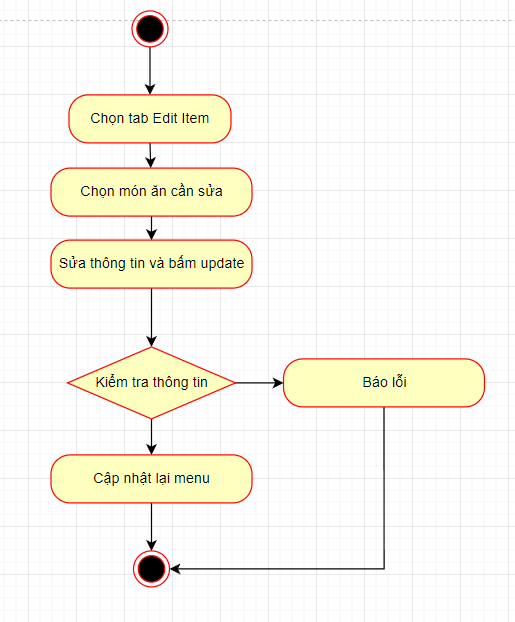 Chọn tab Edit Item
Chọn món ăn cần sửa
Sửa thông tin và bấm update
Kiểm tra thông tin
Báo lỗi
Cập nhật lại menu